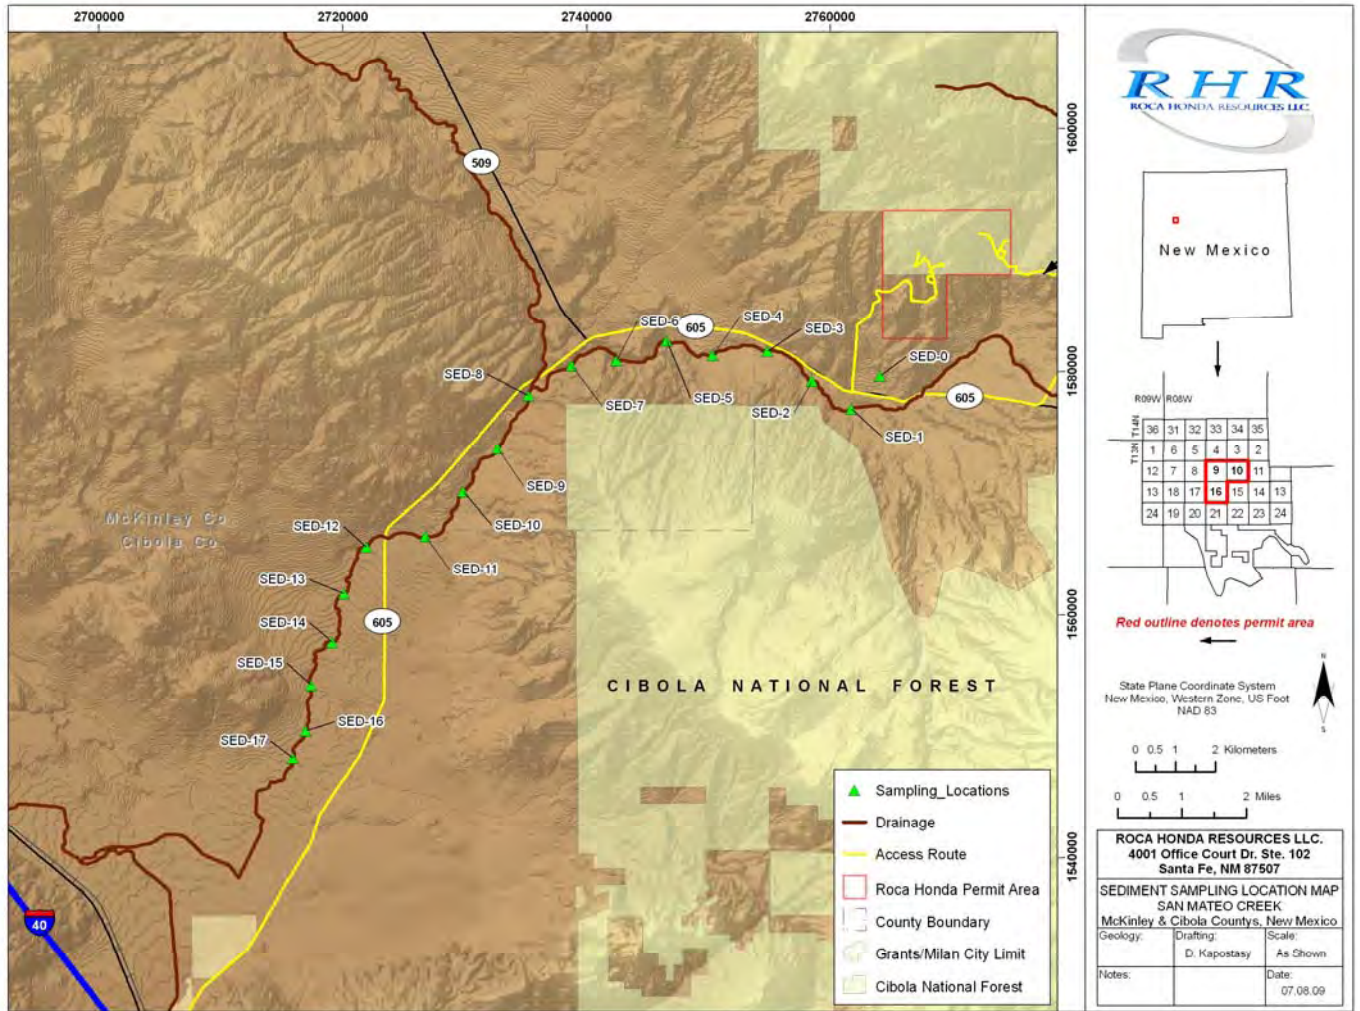 2700000
2720000
2740000
2760000
1600000
1580000
1560000
1540000
509
605
605
605
40
SED-6
SED-4
SED-3
SED-0
SED-8
SED-7
SED-5
SED-2
SED-1
SED-9
SED-10
SED-12
SED-11
SED-13
SED-14
SED-15
SED-16
SED-17
McKinley Co
Cibola Co
CIBOLA NATIONAL FOREST
Sampling_Locations
Drainage
Access Route
Roca Honda Permit Area
County Boundary
Grants/Milan City Limit
Cibola National Forest
RHR
ROCA HONDA RESOURCES LLC.
New Mexico
R09W R08W
T14N
T13N
36 31 32 33 34 35
1 6 5 4 3 2
12 7 8 9 10 11
13 18 17 16 15 14 13
24 19 20 21 22 23 24
Red outline denotes permit area
N
S
State Plane Coordinate System
New Mexico, Western Zone, US Foot
NAD 83
0 0.5 1 2 Kilometers
0 0.5 1 2 Miles
ROCA HONDA RESOURCES LLC.
4001 Office Court Dr. Ste. 102
Santa Fe, NM 87507
SEDIMENT SAMPLING LOCATION MAP
SAN MATEO CREEK
McKinley & Cibola Countys, New Mexico
Geology: Drafting: Scale:
D. Kapostasy As Shown
Notes: Date:
07.08.09